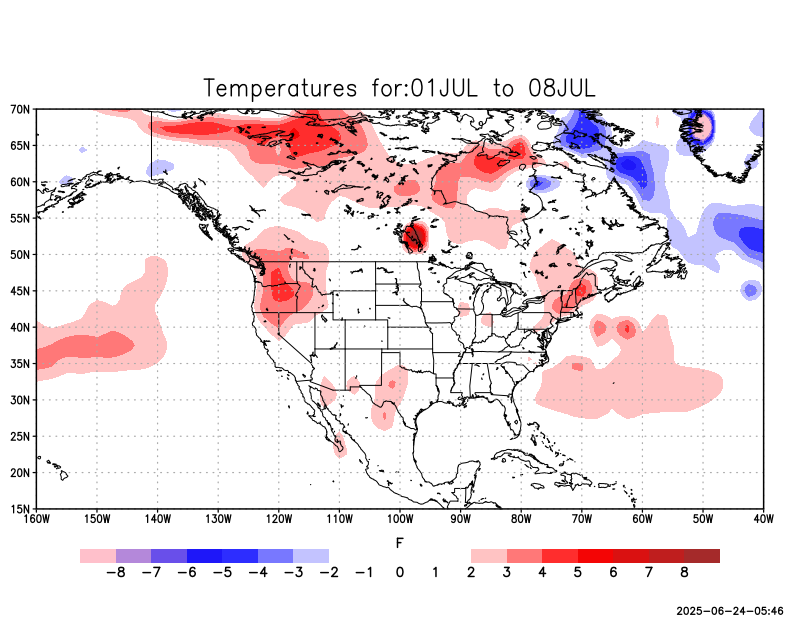 Temperatures for:01JUL to 08JUL
70N
65N
60N
55N
50N
45N
40N
35N
30N
25N
20N
15N
160W 150W 140W 130W 120W 110W 100W 90W 80W 70W 60W 50W 40W
F
-8 -7 -6 -5 -4 -3 -2 -1 0 1 2 3 4 5 6 7 8
2025-06-24-05:46